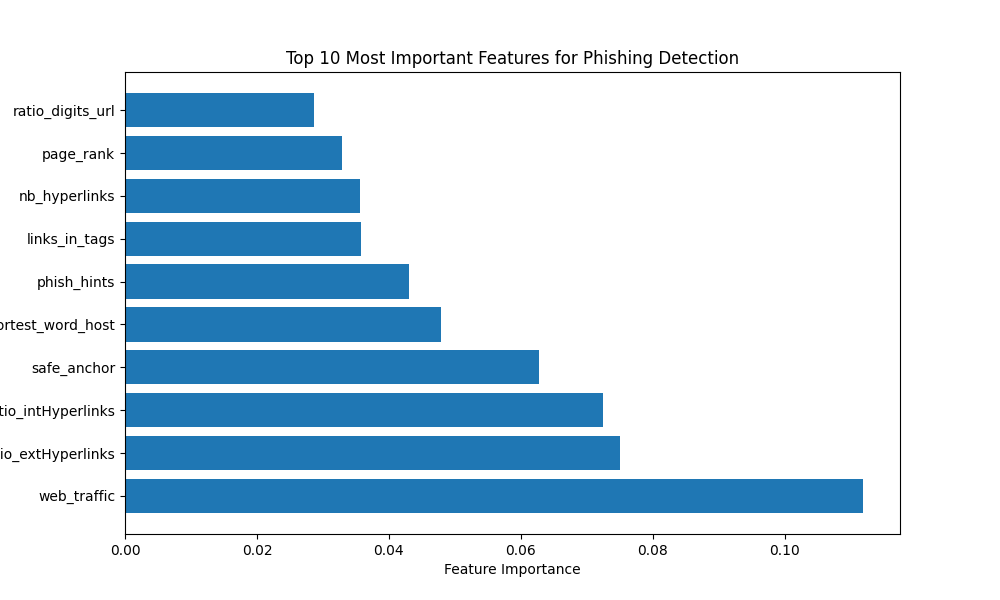 Top 10 Most Important Features for Phishing Detection
ratio_digits_url
page_rank
nb_hyperlinks
links_in_tags
phish_hints
ortest_word_host
safe_anchor
tio_intHyperlinks
io_extHyperlinks
web_traffic
0.00 0.02 0.04 0.06 0.08 0.10
Feature Importance